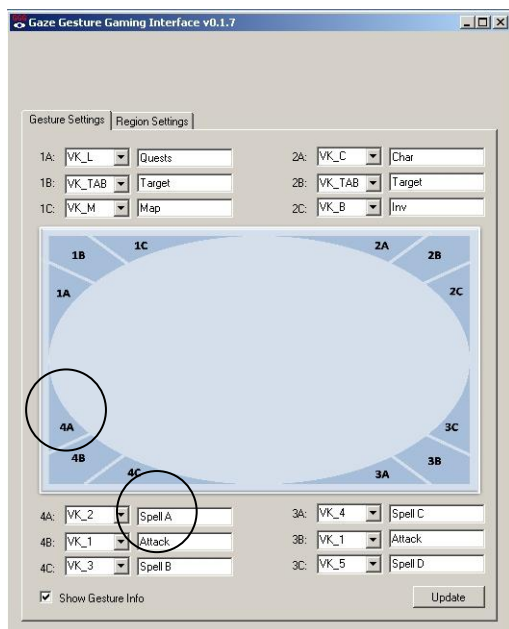 Gaze Gesture Gaming Interface v0.1.7
Gesture Settings Region Settings
1A: VK_L Quests 2A: VK_C Char
1B: VK_TAB Target 2B: VK_TAB Target
1C: VK_M Map 2C: VK_B Inv
1B 1C 2A 2B
1A 2C
4A 3C
4B 4C 3A 3B
4A: VK_2 Spell A 3A: VK_4 Spell C
4B: VK_1 Attack 3B: VK_1 Attack
4C: VK_3 Spell B 3C: VK_5 Spell D
Show Gesture Info Update